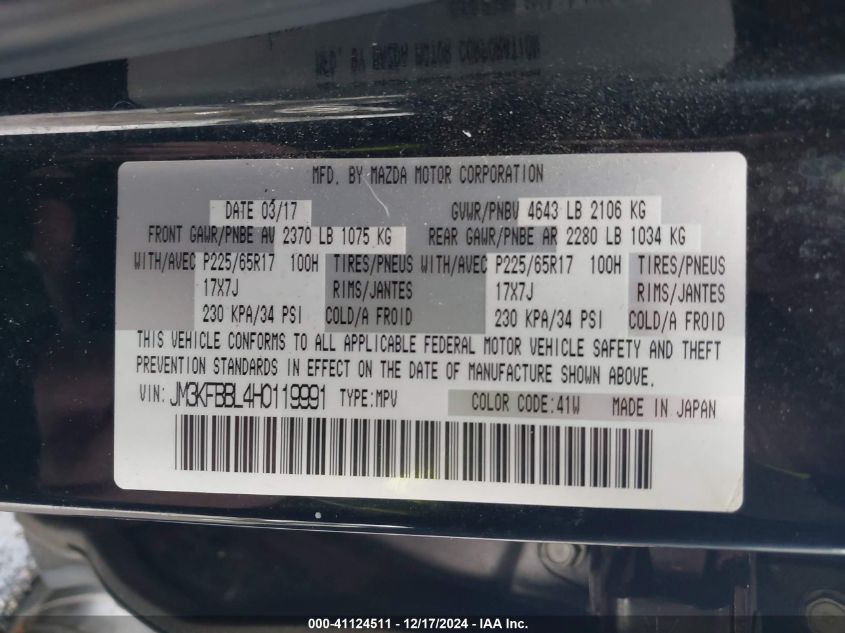 MFD. BY MAZDA MOTOR CORPORATION
DATE 03/17 GVWR/PNBV 4643 LB 2106 KG
FRONT GAWR/PNBE AV 2370 LB 1075 KG REAR GAWR/PNBE AR 2280 LB 1034 KG
WITH/AVEC P225/65R17 100H TIRES/PNEUS WITH/AVEC P225/65R17 100H TIRES/PNEUS
17X7J RIMS/JANTES 17X7J RIMS/JANTES
230 KPA/34 PSI COLD/A FROID 230 KPA/34 PSI COLD/A FROID
THIS VEHICLE CONFORMS TO ALL APPLICABLE FEDERAL MOTOR VEHICLE SAFETY AND THEFT
PREVENTION STANDARDS IN EFFECT ON THE DATE OF MANUFACTURE SHOWN ABOVE.
VIN: JM3KFBBL4H0119991 TYPE:MPV COLOR CODE:41W MADE IN JAPAN
000-41124511 - 12/17/2024 - IAA Inc.